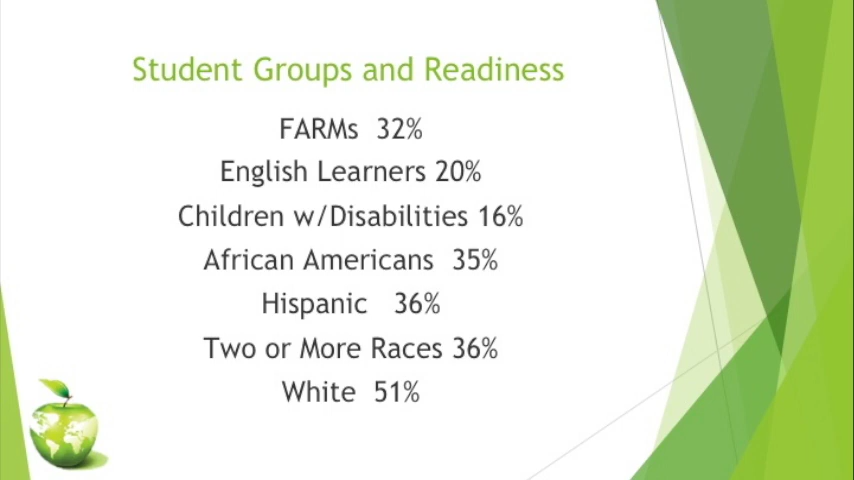 Student Groups and Readiness
FARMs 32%
English Learners 20%
Children w/Disabilities 16%
African Americans 35%
Hispanic 36%
Two or More Races 36%
White 51%